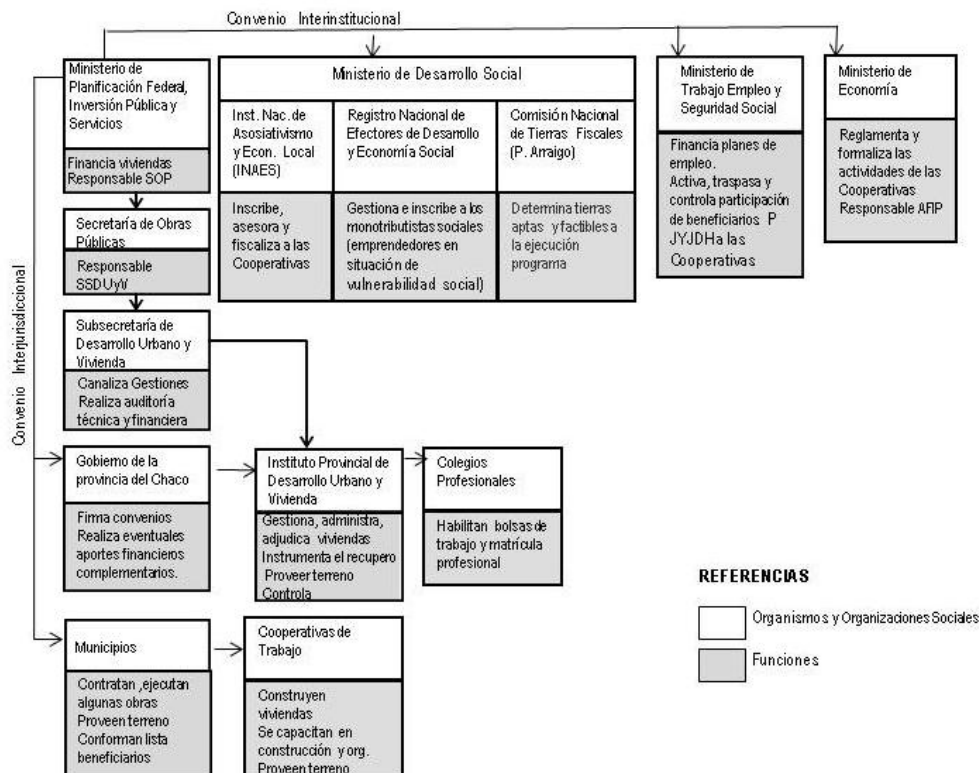 Convenio Interinstitucional
Convenio Interjurisdiccional
Ministerio de
Planificación Federal,
Inversión Pública y
Servicios
Financia viviendas
Responsable SOP
Secretaría de Obras
Públicas
Responsable
SSDUyV
Subsecretaría de
Desarrollo Urbano y
Vivienda
Canaliza Gestiones
Realiza auditoría
técnica y financiera
Ministerio de Desarrollo Social
Inst. Nac. de
Asosiativismo
y Econ. Local
(INAES)
Inscribe,
asesora y
fiscaliza a las
Cooperativas
Registro Nacional de
Efectores de Desarrollo
y Economía Social
Gestiona e inscribe a los
monotributistas sociales
(emprendedores en
situación de
vulnerabilidad social)
Comisión Nacional
de Tierras Fiscales
(P. Arraigo)
Determina tierras
aptas y factibles a
la ejecución
programa
Ministerio de
Trabajo Empleo y
Seguridad Social
Financia planes de
empleo.
Activa, traspasa y
controla participación
de beneficiarios P
JYJDH a las
Cooperativas
Ministerio de
Economía
Reglamenta y
formaliza las
actividades de las
Cooperativas
Responsable AFIP
Gobierno de la
provincia del Chaco
Firma convenios
Realiza eventuales
aportes financieros
complementarios.
Instituto Provincial de
Desarrollo Urbano y
Vivienda
Gestiona, administra,
adjudica viviendas
Instrumenta el recupero
Proveer terreno
Controla
Colegios
Profesionales
Habilitan bolsas de
trabajo y matrícula
profesional
Municipios
Contratan ,ejecutan
algunas obras
Proveen terreno
Conforman lista
beneficiarios
Cooperativas de
Trabajo
Construyen
viviendas
Se capacitan en
construcción y org.
Proveen terreno
REFERENCIAS
Organismos y Organizaciones Sociales
Funciones